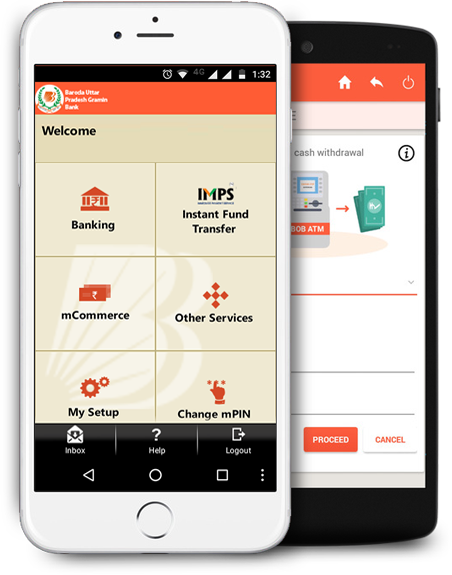 4G 1:32
Baroda Uttar
Pradesh Gramin
Bank
Welcome
Banking
IMPS
Instant Fund
Transfer
mCommerce
Other Services
My Setup
Change mPIN
Inbox
?
Help
Logout
cash withdrawal
i
BOB ATM
PROCEED
CANCEL